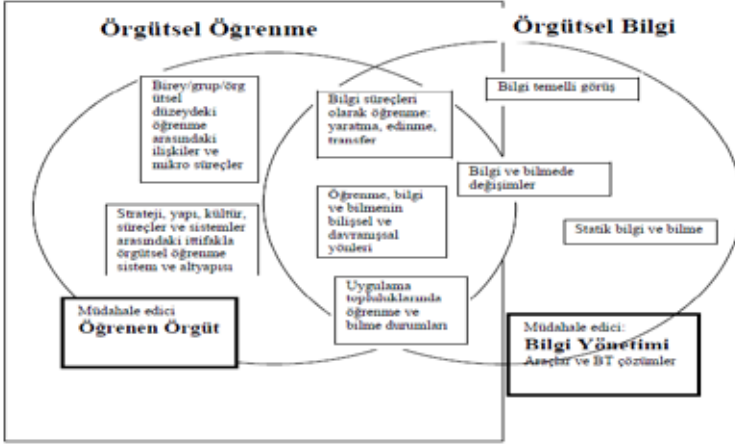 Örgütsel Öğrenme
Örgütsel Bilgi
Birey/grup/örg
ütsel
düzeydeki
öğrenme
arasındaki
ilişkiler ve
mikro süreçler
Bilgi süreçleri
olarak öğrenme:
yaratma, edinme,
transfer
Bilgi temelli görüş
Bilgi ve bilmede
değişimler
Strateji, yapı, kültür,
süreçler ve sistemler
arasındaki ittifakla
örgütsel öğrenme
sistem ve altyapısı
Öğrenme, bilgi
ve bilmenin
bilişsel ve
davranışsal
yönleri
Statik bilgi ve bilme
Uygulama
topluluklarında
öğrenme ve
bilme durumları
Müdahale edici
Öğrenen Örgüt
Müdahale edici:
Bilgi Yönetimi
Araçlar ve BT çözümler